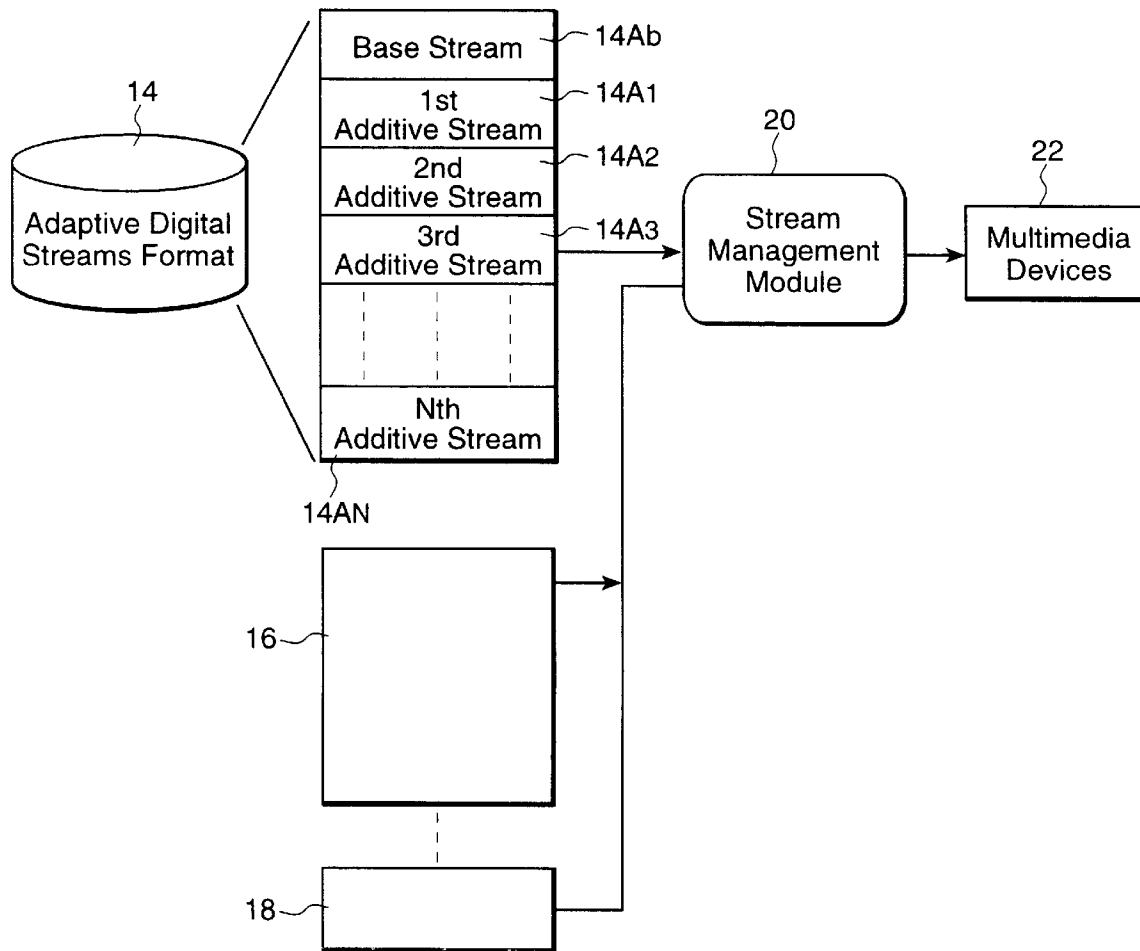 14
Adaptive Digital
Streams Format
Base Stream
14Ab
1st
Additive Stream
14A1
2nd
Additive Stream
14A2
3rd
Additive Stream
14A3
Nth
Additive Stream
14AN
20
Stream
Management
Module
22
Multimedia
Devices
16
18